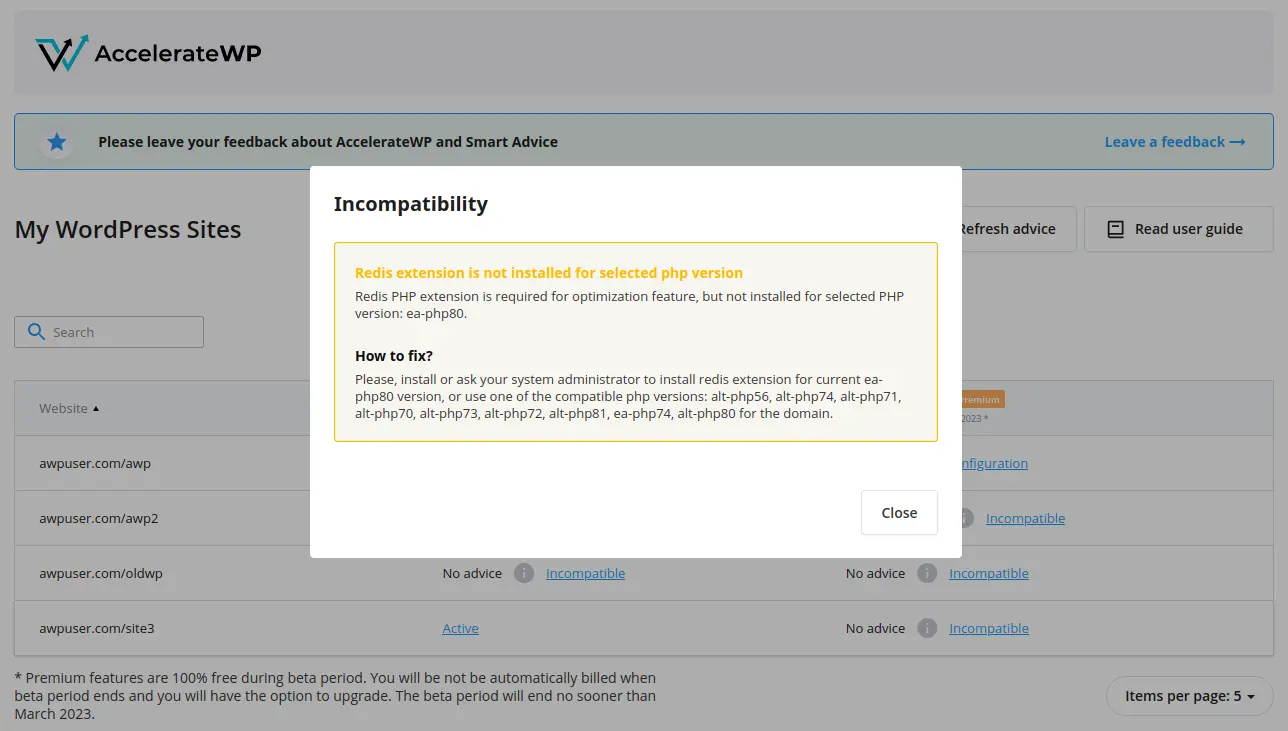 AccelerateWP
Please leave your feedback about AccelerateWP and Smart Advice
Leave a feedback →
My WordPress Sites
Refresh advice
Read user guide
Search
Incompatibility
Redis extension is not installed for selected php version
Redis PHP extension is required for optimization feature, but not installed for selected PHP
version: ea-php80.
How to fix?
Please, install or ask your system administrator to install redis extension for current ea-
php80 version, or use one of the compatible php versions: alt-php56, alt-php74, alt-php71,
alt-php70, alt-php73, alt-php72, alt-php81, ea-php74, alt-php80 for the domain.
Close
Website
remium
2023 *
awpuser.com/awp
nfiguration
awpuser.com/awp2
Incompatible
awpuser.com/oldwp No advice Incompatible No advice Incompatible
awpuser.com/site3 Active No advice Incompatible
* Premium features are 100% free during beta period. You will be not be automatically billed when
beta period ends and you will have the option to upgrade. The beta period will end no sooner than
March 2023.
Items per page: 5